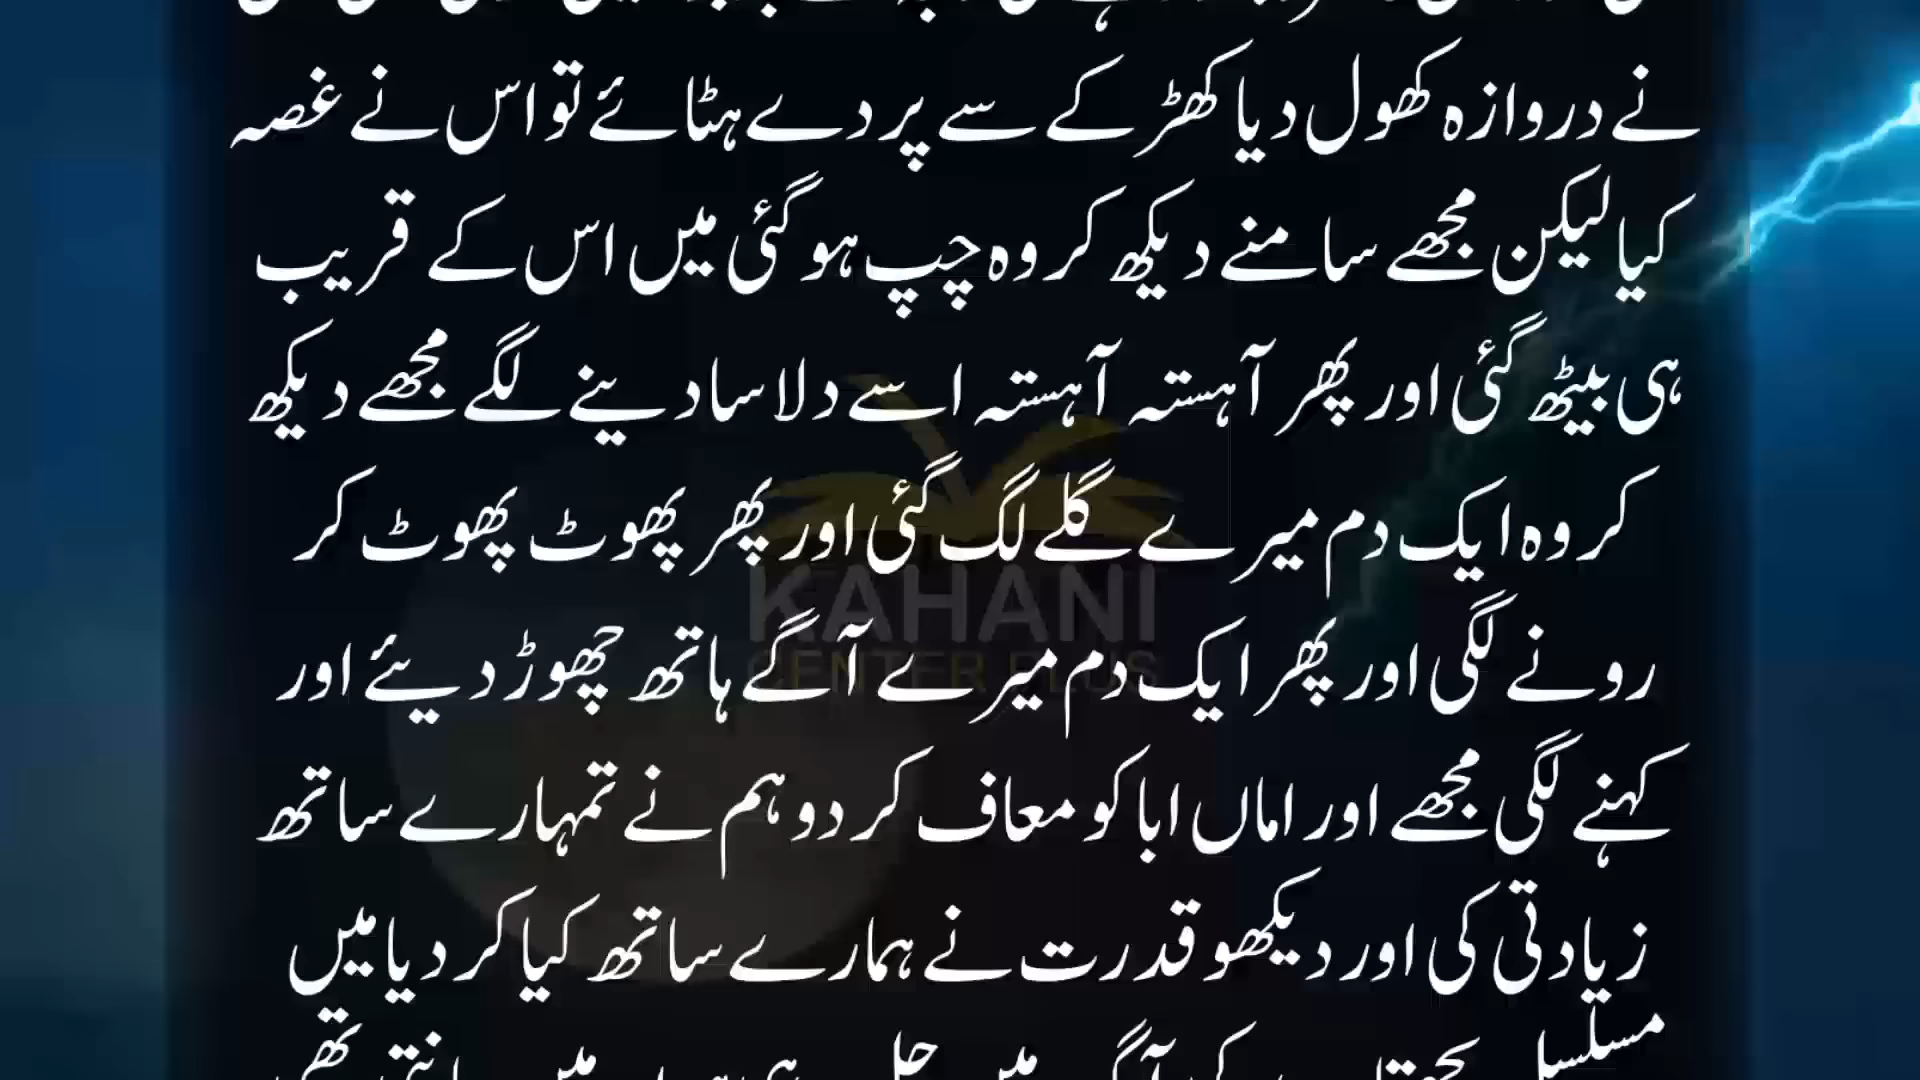 نے دروازہ کھول دیا کھڑکے سے پردے ہٹائے تو اس نے غصہ
کیا لیکن مجھے سامنے دیکھ کر وہ چپ ہو گئی میں اس کے قریب
ہی بیٹھ گئی اور پھر آہستہ آہستہ اسے دلاسا دینے لگے مجھے دیکھ
کر وہ ایک دم میرے گلے لگ گئی اور پھر پھوٹ پھوٹ کر
KAHANI
رونے لگی اور پھر ایک دم میرے آگے ہاتھ چھوڑ دیئے اور
CENTER PLUS
کہنے لگی مجھے اور اماں ابا کو معاف کر دو ہم نے تمہارے ساتھ
زیادتی کی اور دیکھو قدرت نے ہمارے ساتھ کیا کر دیا میں
مسلسل